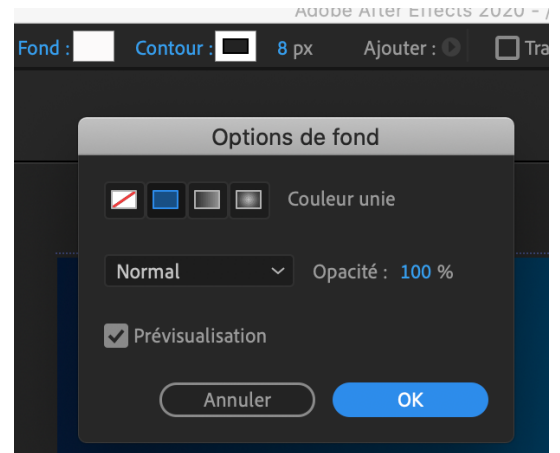 Adobe After Effects 2020 - /
Fond : Contour : 8 px Ajouter : Tra
Options de fond
Couleur unie
Normal Opacité : 100 %
Prévisualisation
Annuler OK